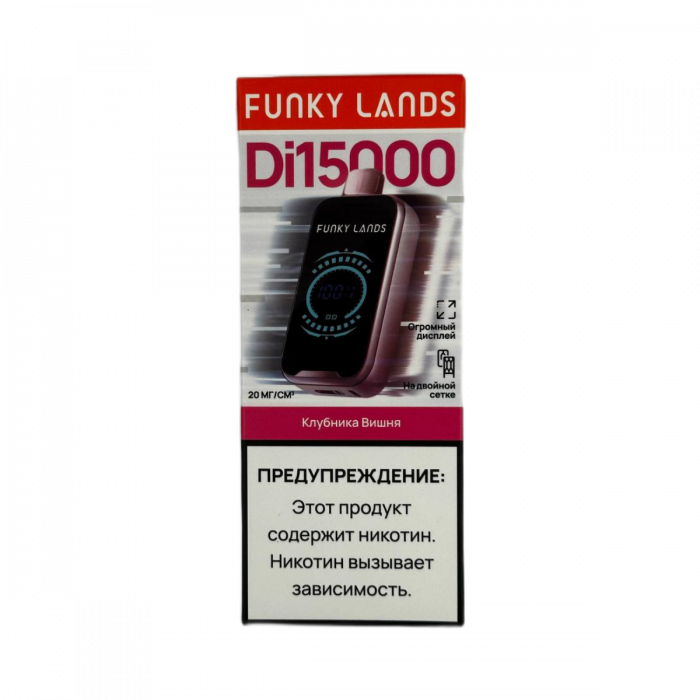 FUNKY LANDS
Di15000
FUNKY LANDS
100
Огромный
дисплей
На двойной
сетке
20 МГ/СМ³
Клубника Вишня
ПРЕДУПРЕЖДЕНИЕ:
Этот продукт
содержит никотин.
Никотин вызывает
зависимость.